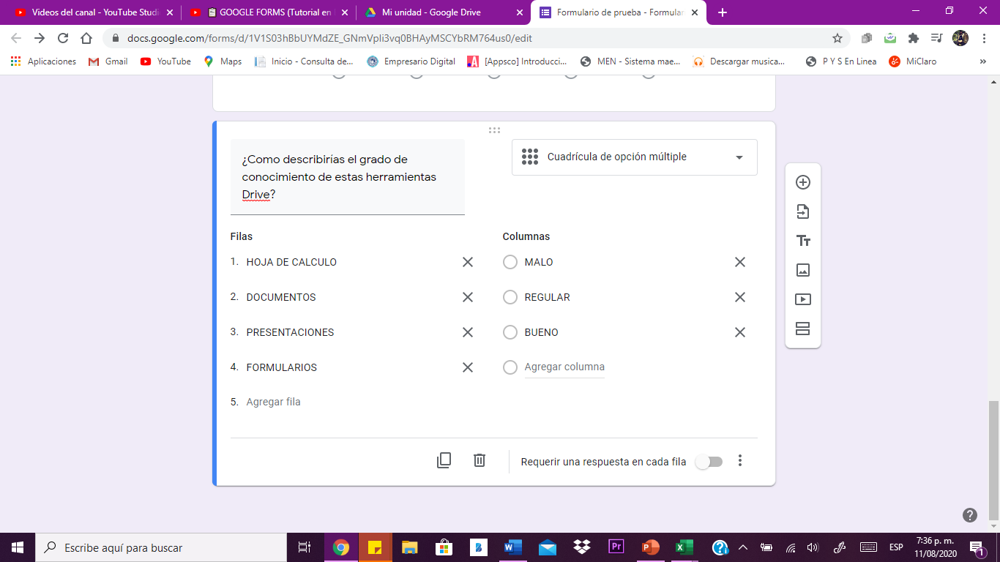 Videos del canal - YouTube Studi
GOOGLE FORMS (Tutorial en
Mi unidad - Google Drive
Formulario de prueba - Formular
docs.google.com/forms/d/1V1S03hBbUYMdZE_GNmVpIi3vq0BHAyMSCYbRM764us0/edit
Aplicaciones
Gmail
YouTube
Maps
Inicio - Consulta de...
Empresario Digital
[Appsco] Introducci...
MEN - Sistema mae...
Descargar musica...
P Y S En Linea
MiClaro
»
¿Como describirías el grado de
conocimiento de estas herramientas
Drive?
Cuadrícula de opción múltiple
Filas
Columnas
1. HOJA DE CALCULO
MALO
2. DOCUMENTOS
REGULAR
3. PRESENTACIONES
BUENO
4. FORMULARIOS
Agregar columna
5. Agregar fila
Requerir una respuesta en cada fila
Escribe aquí para buscar
ESP
7:36 p. m.
11/08/2020
1